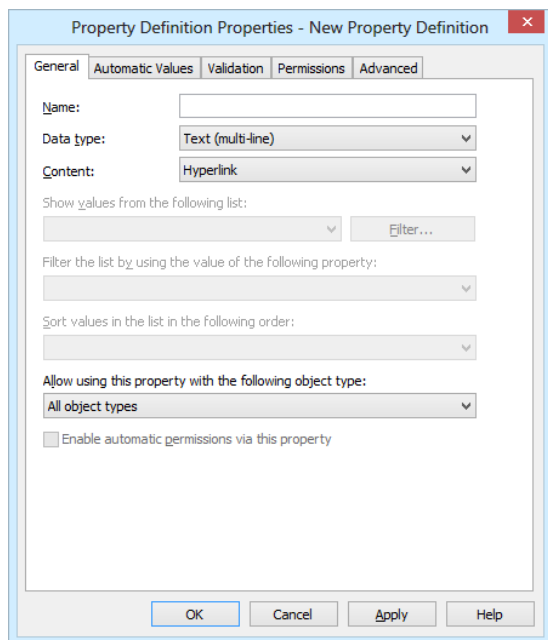 Property Definition Properties - New Property Definition
General Automatic Values Validation Permissions Advanced
Name:
Data type: Text (multi-line)
Content: Hyperlink
Show values from the following list:
Filter...
Filter the list by using the value of the following property:
Sort values in the list in the following order:
Allow using this property with the following object type:
All object types
Enable automatic permissions via this property
OK Cancel Apply Help